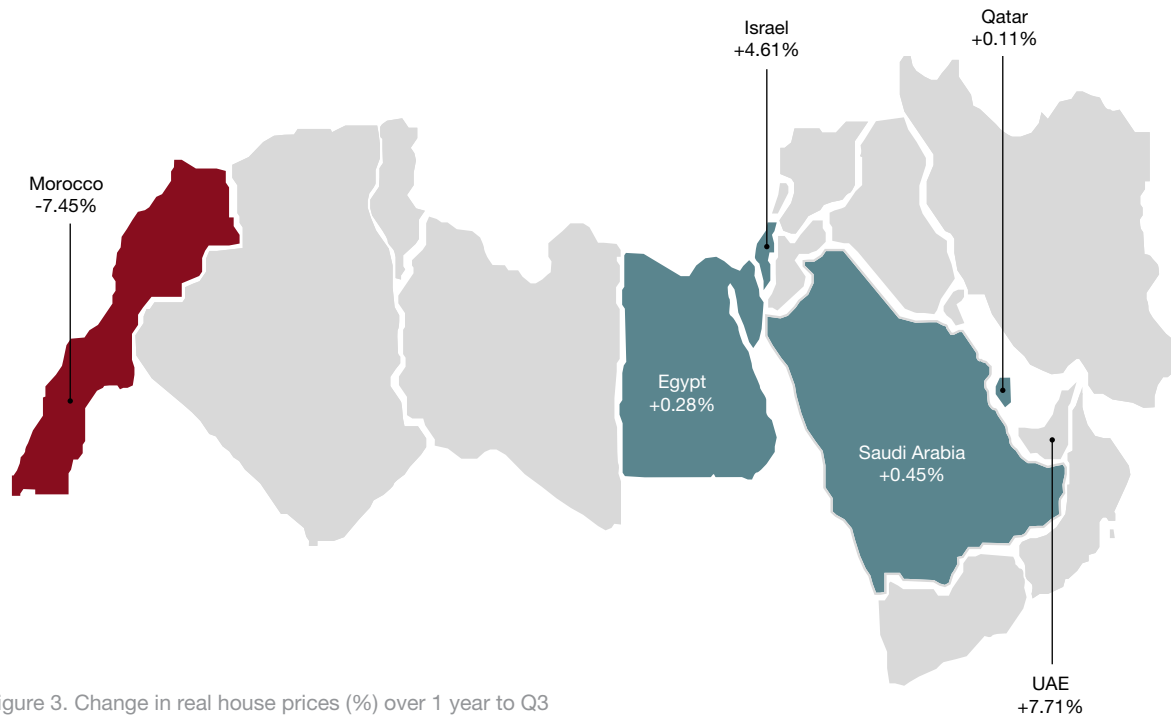 Qatar
+0.11%
Israel
+4.61%
Morocco
-7.45%
Egypt
+0.28%
Saudi Arabia
+0.45%
UAE
+7.71%
igure 3. Change in real house prices (%) over 1 year to Q3